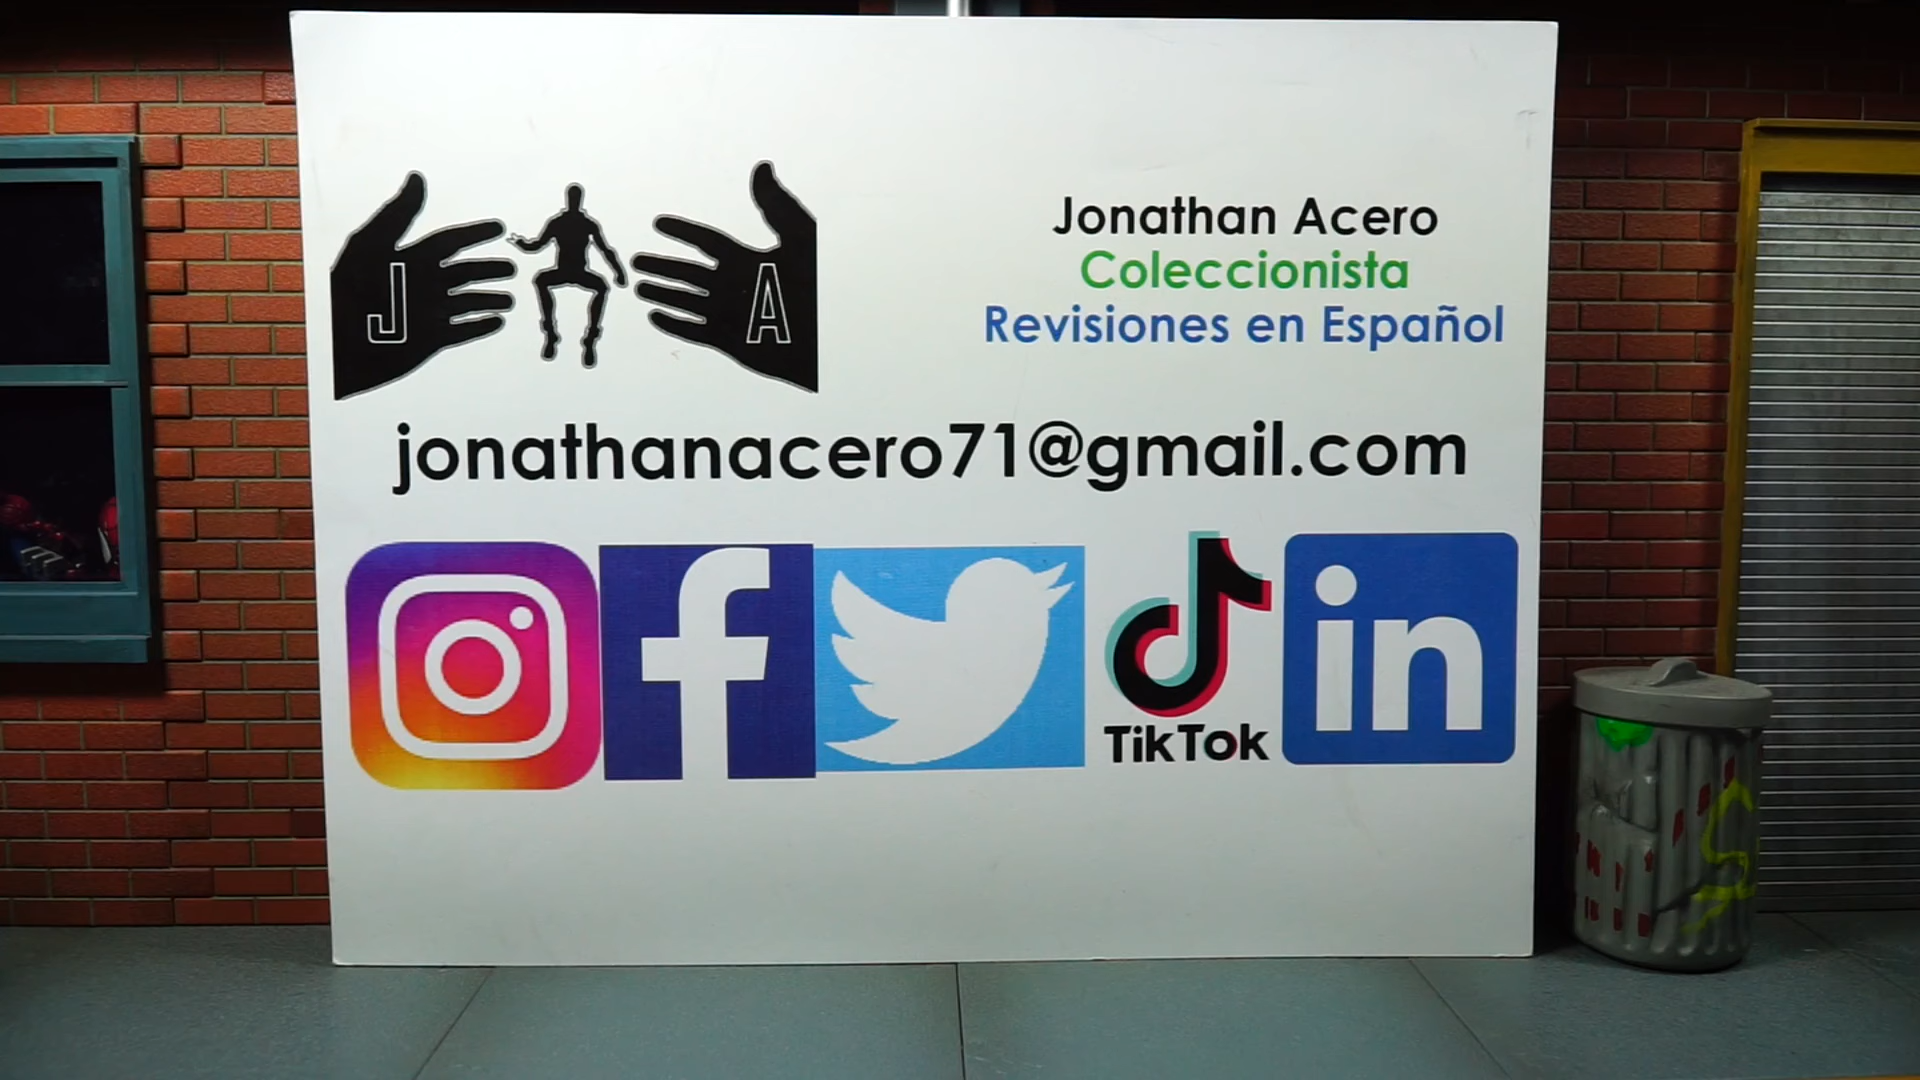 J A
Jonathan Acero
Coleccionista
Revisiones en Español
jonathanacero71@gmail.com
f
TikTok
in